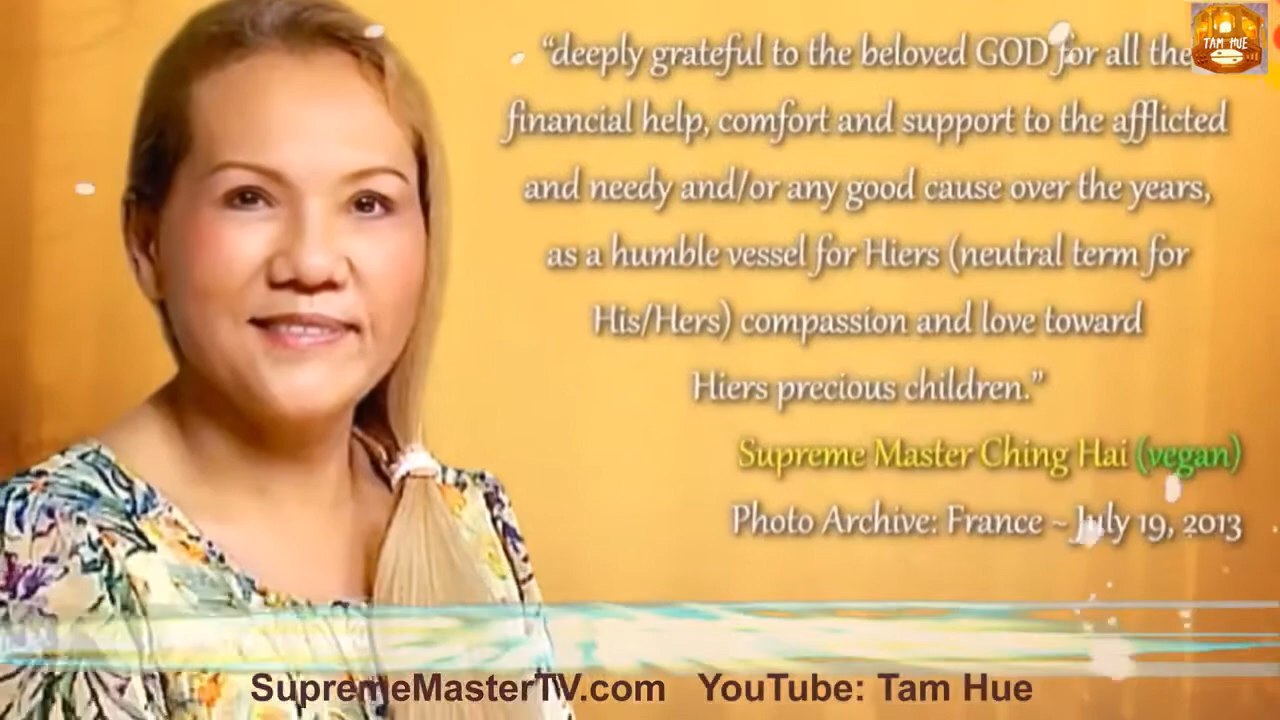 “deeply grateful to the beloved GOD for all the
financial help, comfort and support to the afflicted
and needy and/or any good cause over the years,
as a humble vessel for Hiers (neutral term for
His/Hers) compassion and love toward
Hiers precious children.”
Supreme Master Ching Hai (vegan)
Photo Archive: France ~ July 19, 2013
TAM HUE
SupremeMasterTV.com YouTube: Tam Hue